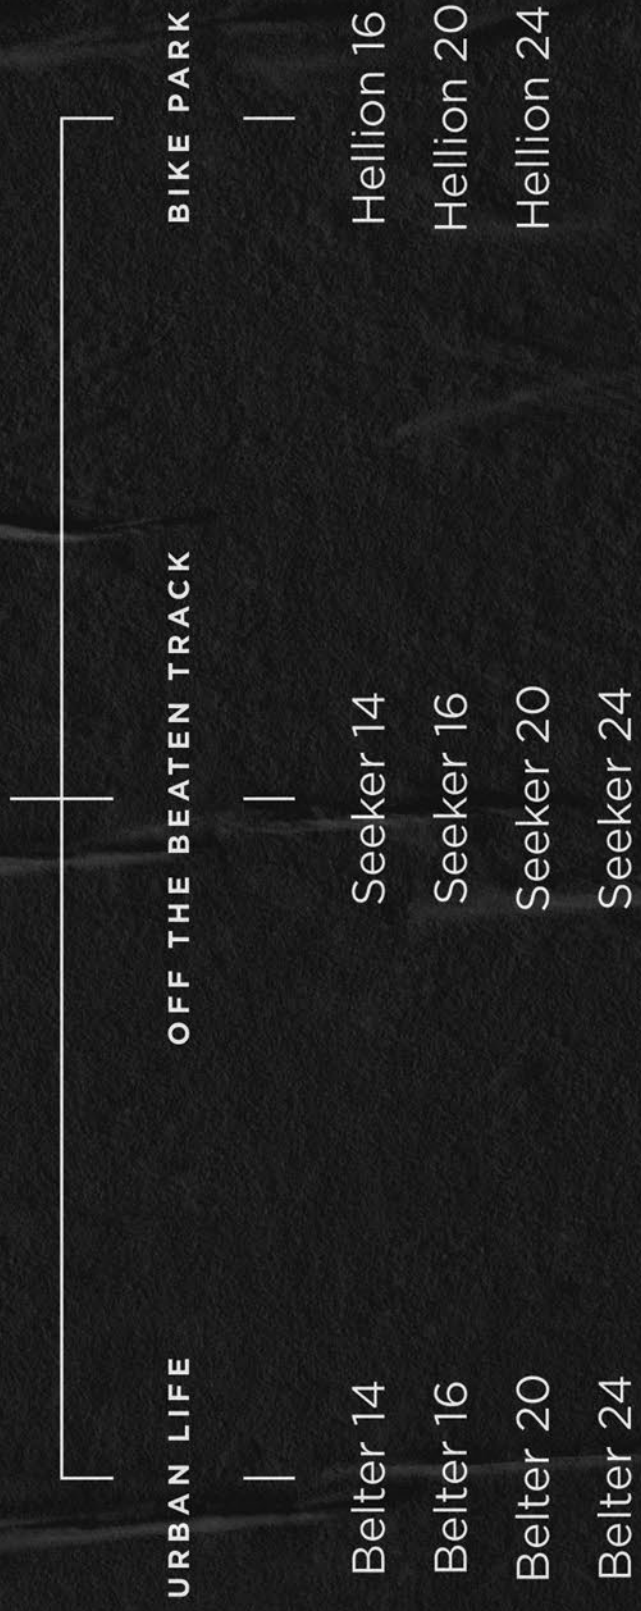 URBAN LIFE
Belter 14
Belter 16
Belter 20
Belter 24
OFF THE BEATEN TRACK
Seeker 14
Seeker 16
Seeker 20
Seeker 24
BIKE PARK
Hellion 16
Hellion 20
Hellion 24